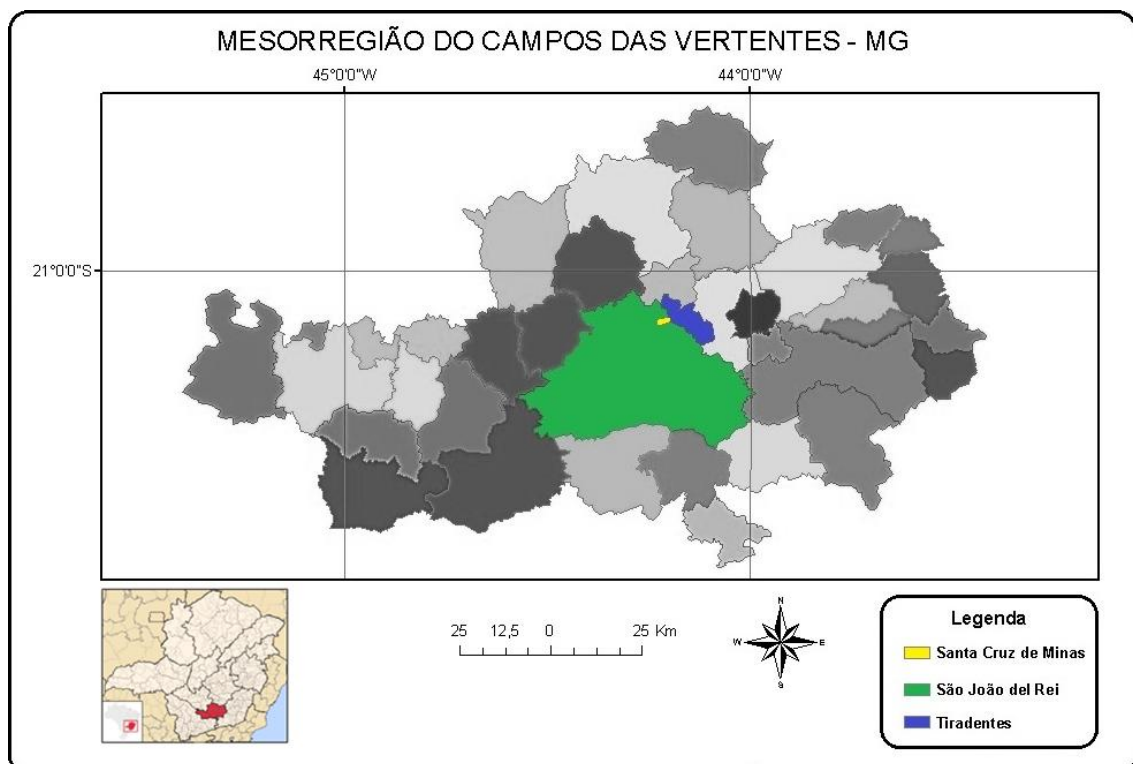 MESORREGIÃO DO CAMPOS DAS VERTENTES - MG
45°0'0"W
44°0'0"W
21°0'0"S
25 12,5 0 25 Km
N
W E
S
Legenda
Santa Cruz de Minas
São João del Rei
Tiradentes